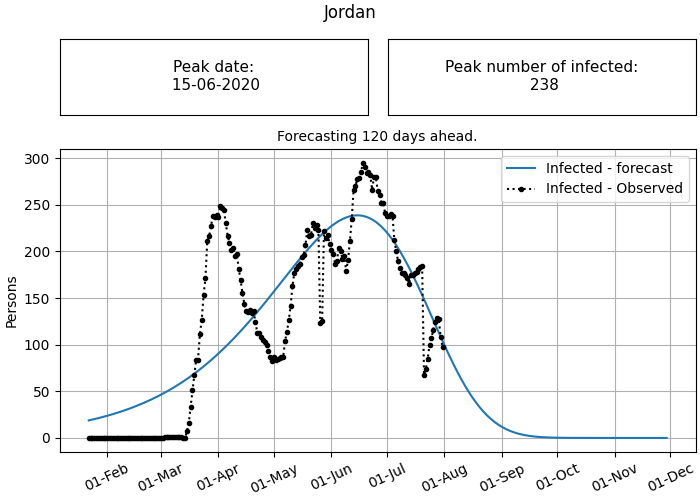 Jordan
Peak date:
15-06-2020
Peak number of infected:
238
Forecasting 120 days ahead.
Infected - forecast
Infected - Observed
Persons
300
250
200
150
100
50
0
01-Feb
01-Mar
01-Apr
01-May
01-Jun
01-Jul
01-Aug
01-Sep
01-Oct
01-Nov
01-Dec